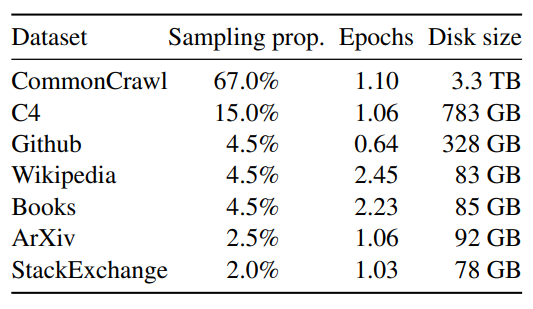 Dataset Sampling prop. Epochs Disk size
CommonCrawl 67.0% 1.10 3.3 TB
C4 15.0% 1.06 783 GB
Github 4.5% 0.64 328 GB
Wikipedia 4.5% 2.45 83 GB
Books 4.5% 2.23 85 GB
ArXiv 2.5% 1.06 92 GB
StackExchange 2.0% 1.03 78 GB